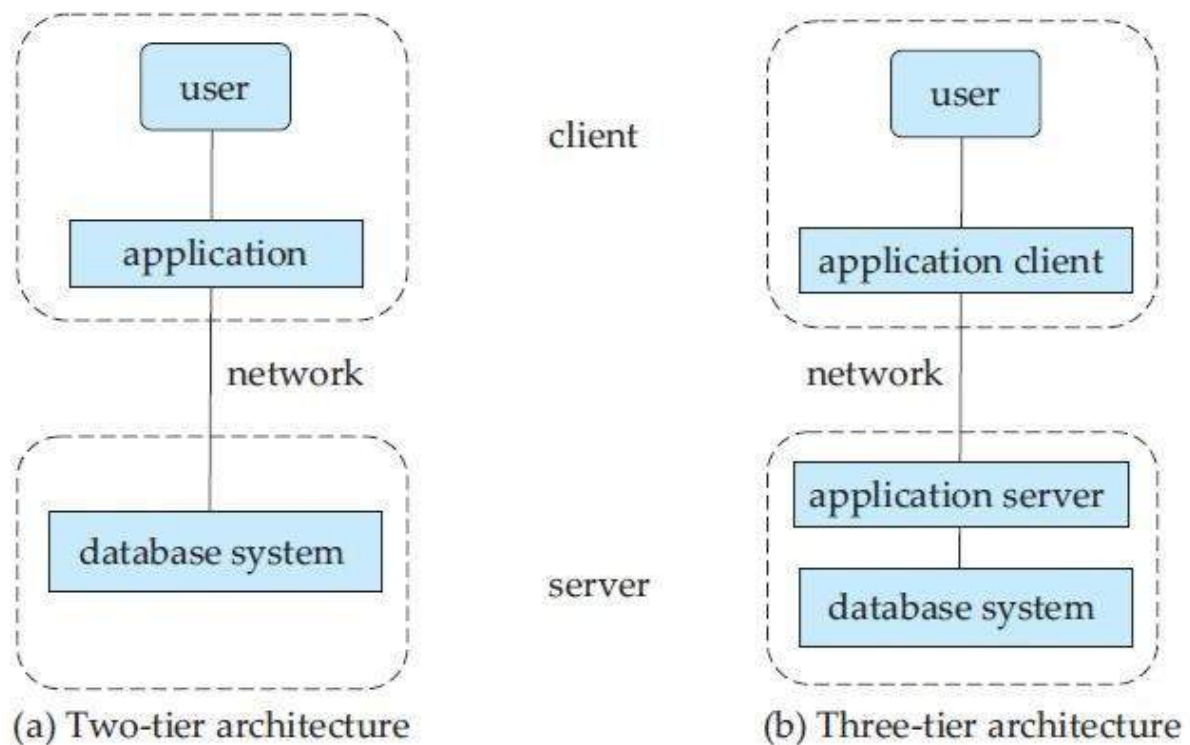 user
application
network
database system
(a) Two-tier architecture
client
server
user
application client
network
application server
database system
(b) Three-tier architecture